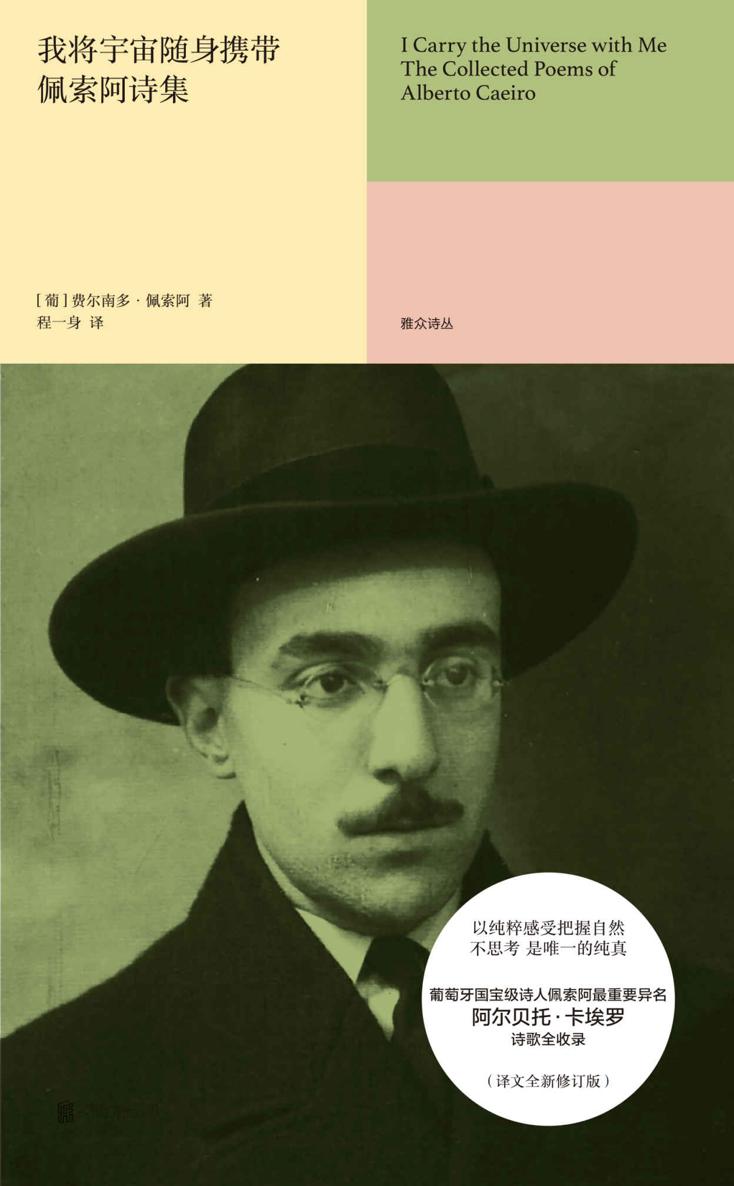 我将宇宙随身携带
佩索阿诗集
I Carry the Universe with Me
The Collected Poems of
Alberto Caeiro
[ 葡 ] 费尔南多 · 佩索阿 著
程一身 译
雅众诗丛
以纯粹感受把握自然
不思考 是唯一的纯真
葡萄牙国宝级诗人佩索阿最重要异名
阿尔贝托 · 卡埃罗
诗歌全收录
（译文全新修订版）